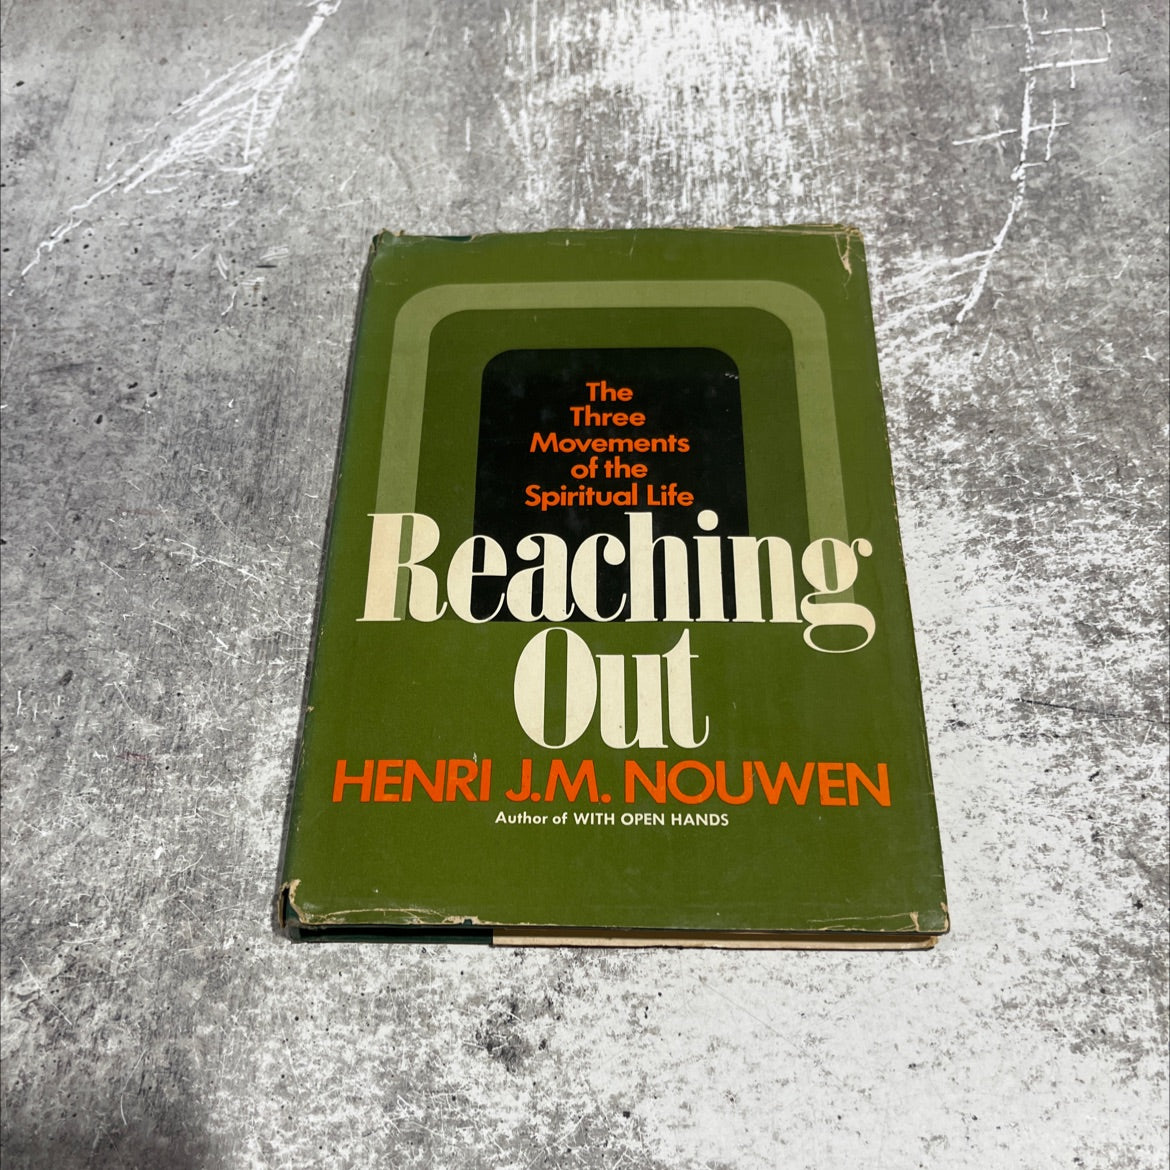 The
Three
Movements
of the
Spiritual Life
Reaching
Out
HENRI J.M. NOUWEN
Author of WITH OPEN HANDS